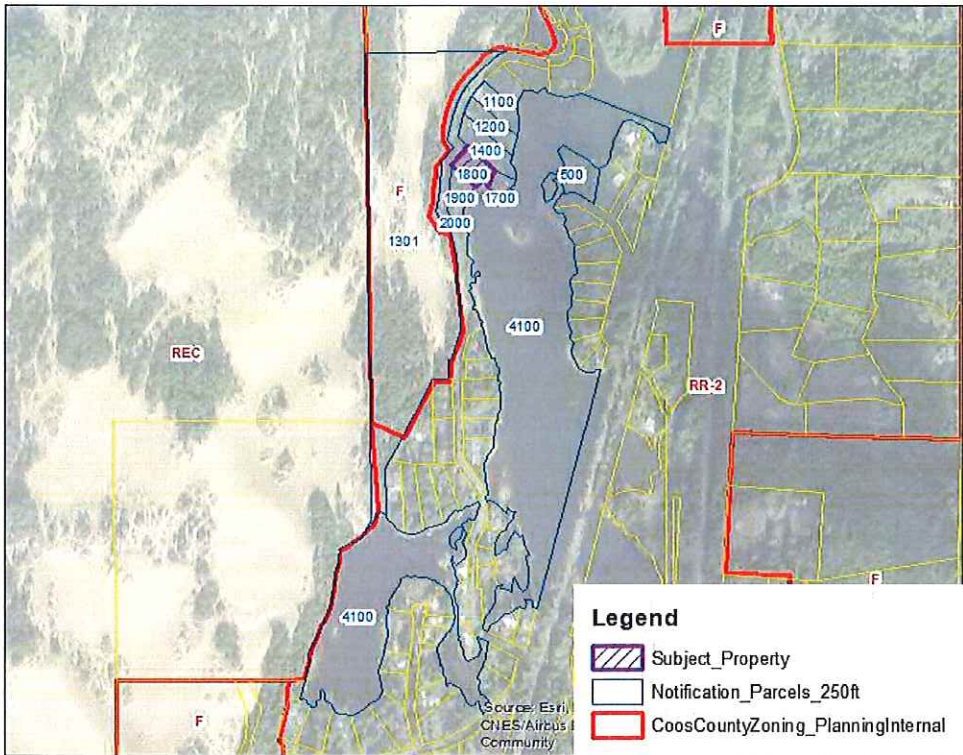 F
1100
1200
1400
1800
500
F
1900
1700
2000
1301
4100
REC
RR-2
F
4100
F
Legend
Subject_Property
Notification_Parcels_250ft
CoosCountyZoning_PlanningInternal
Source: Esri,
CNES/Airbus
Community